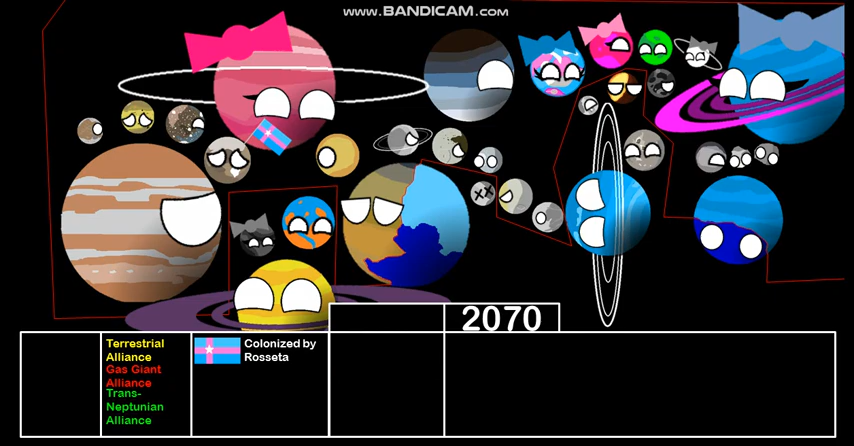 www.BANDICAM.com
2070
Terrestrial
Alliance
Gas Giant
Alliance
Trans-
Neptunian
Alliance
Colonized by
Rosseta